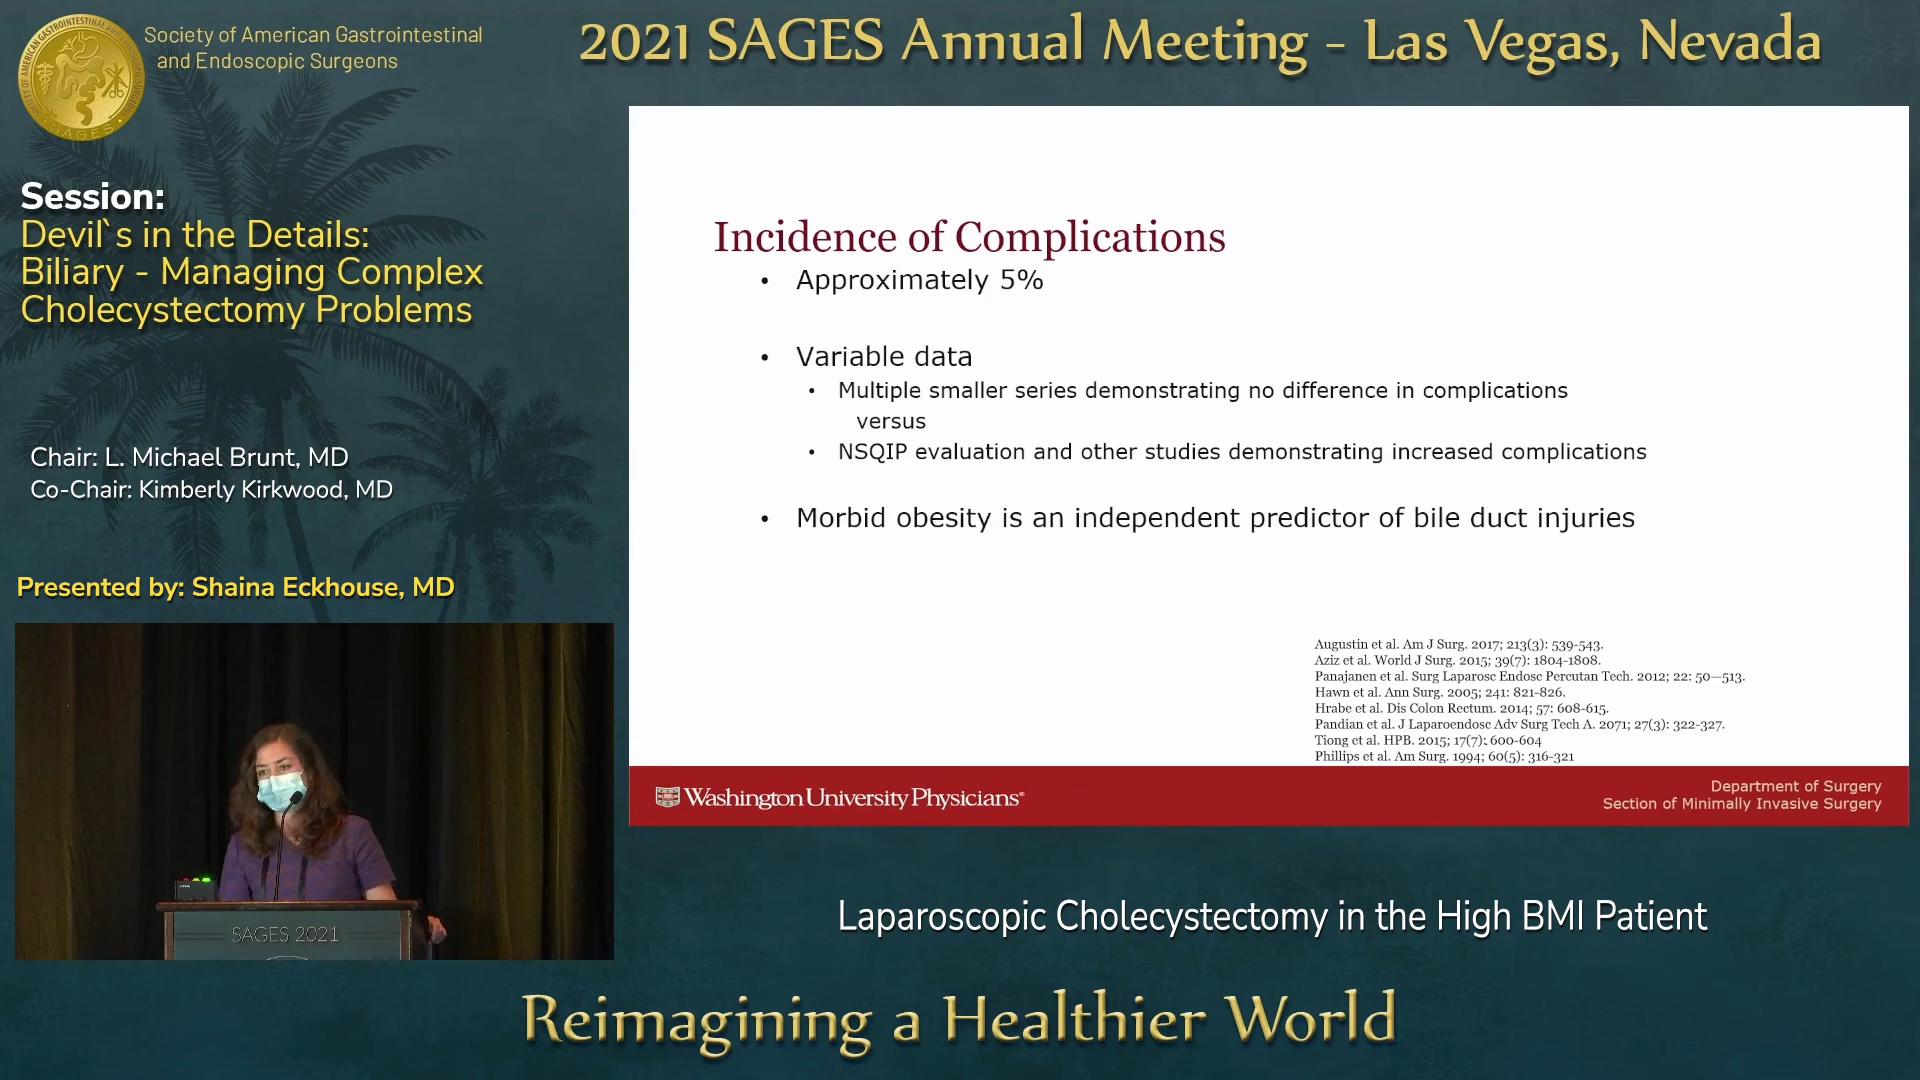 Society of American Gastrointestinal
and Endoscopic Surgeons
SAGES
2021 SAGES Annual Meeting - Las Vegas, Nevada
Session:
Devil`s in the Details:
Biliary - Managing Complex
Cholecystectomy Problems
Chair: L. Michael Brunt, MD
Co-Chair: Kimberly Kirkwood, MD
Presented by: Shaina Eckhouse, MD
SAGES 2021
Incidence of Complications
• Approximately 5%
• Variable data
• Multiple smaller series demonstrating no difference in complications
versus
• NSQIP evaluation and other studies demonstrating increased complications
• Morbid obesity is an independent predictor of bile duct injuries
Augustin et al. Am J Surg. 2017; 213(3): 539-543.
Aziz et al. World J Surg. 2015; 39(7): 1804-1808.
Panajanen et al. Surg Laparosc Endosc Percutan Tech. 2012; 22: 50—513.
Hawn et al. Ann Surg. 2005; 241: 821-826.
Hrabe et al. Dis Colon Rectum. 2014; 57: 608-615.
Pandian et al. J Laparoendosc Adv Surg Tech A. 2071; 27(3): 322-327.
Tiong et al. HPB. 2015; 17(7): 600-604
Phillips et al. Am Surg. 1994; 60(5): 316-321
Washington University Physicians®
Department of Surgery
Section of Minimally Invasive Surgery
Laparoscopic Cholecystectomy in the High BMI Patient
Reimagining a Healthier World